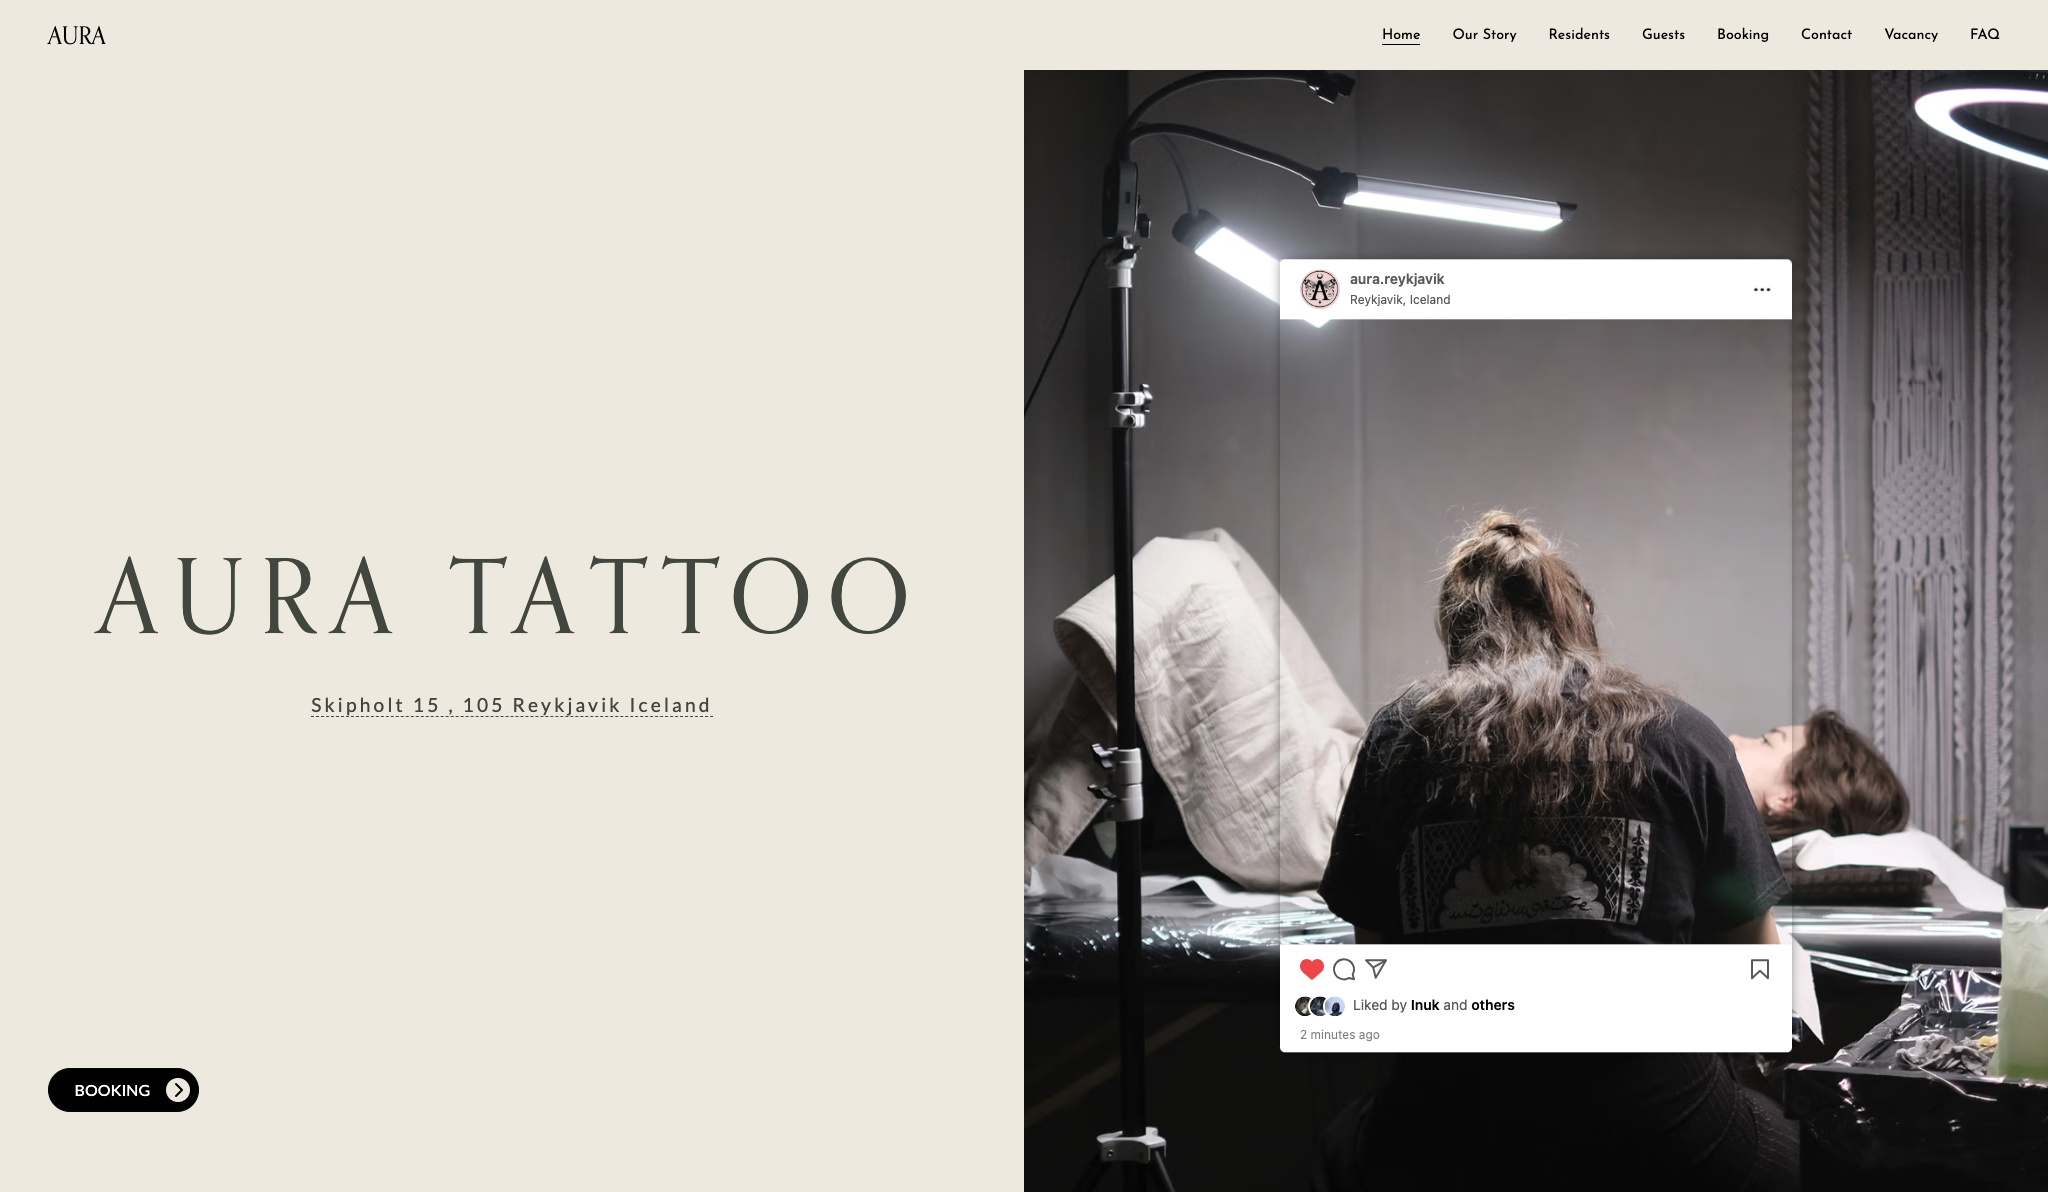 AURA
Home Our Story Residents Guests Booking Contact Vacancy FAQ
AURA TATTOO
Skipholt 15 , 105 Reykjavik Iceland
BOOKING
aura.reykjavik
Reykjavik, Iceland
Liked by Inuk and others
2 minutes ago